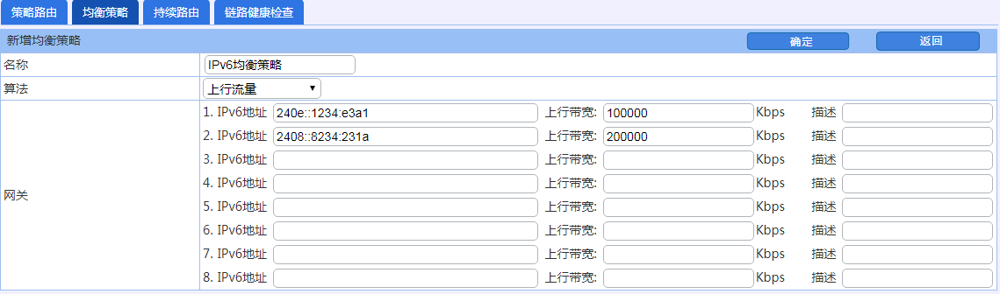 策略路由 均衡策略 持续路由 链路健康检查
新增均衡策略 确定 返回
名称 IPv6均衡策略
算法 上行流量
网关
1. IPv6地址 240e::1234:e3a1 上行带宽: 100000 Kbps 描述
2. IPv6地址 2408::8234:231a 上行带宽: 200000 Kbps 描述
3. IPv6地址 上行带宽: Kbps 描述
4. IPv6地址 上行带宽: Kbps 描述
5. IPv6地址 上行带宽: Kbps 描述
6. IPv6地址 上行带宽: Kbps 描述
7. IPv6地址 上行带宽: Kbps 描述
8. IPv6地址 上行带宽: Kbps 描述